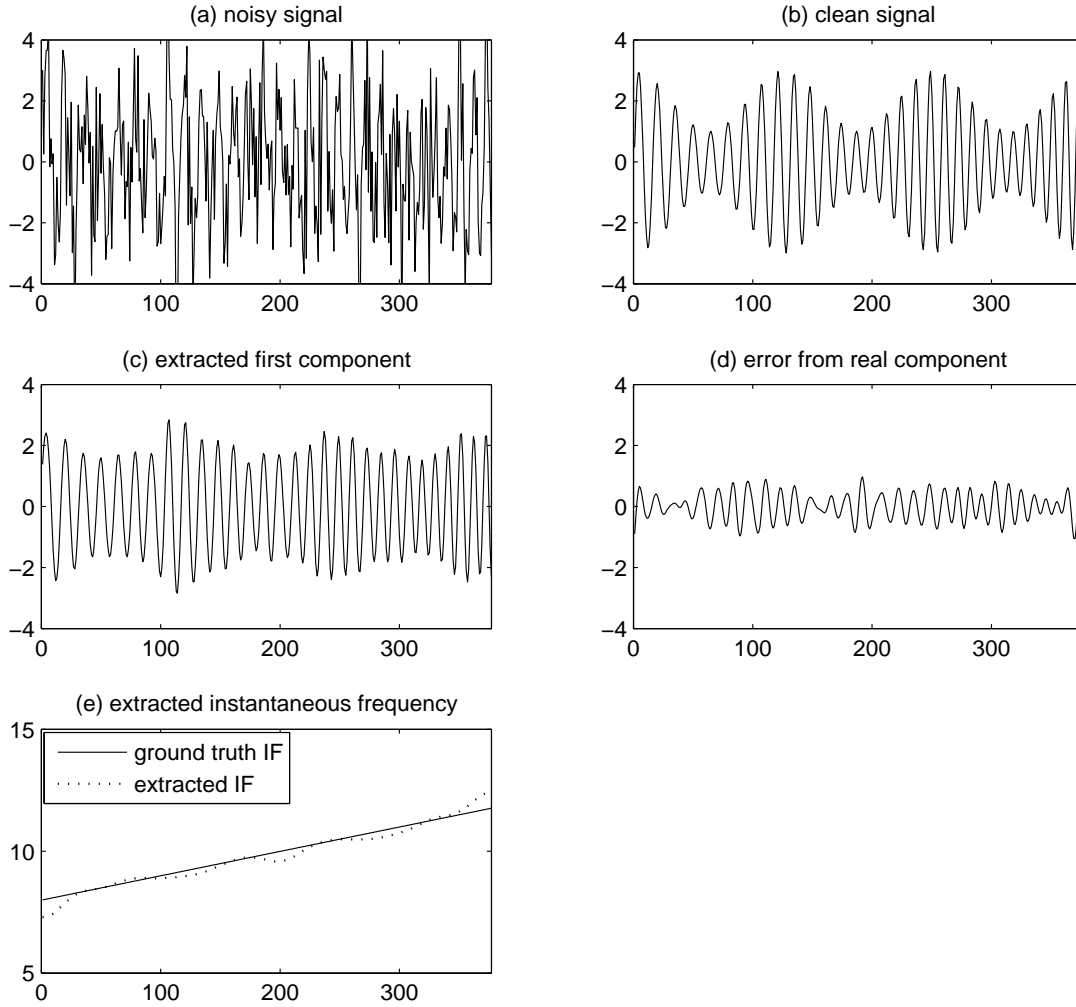 (a) noisy signal
4
2
0
−2
−4
0 100 200 300
(b) clean signal
4
2
0
−2
−4
0 100 200 300
(c) extracted first component
4
2
0
−2
−4
0 100 200 300
(d) error from real component
4
2
0
−2
−4
0 100 200 300
(e) extracted instantaneous frequency
15
10
5
0 100 200 300
ground truth IF
extracted IF